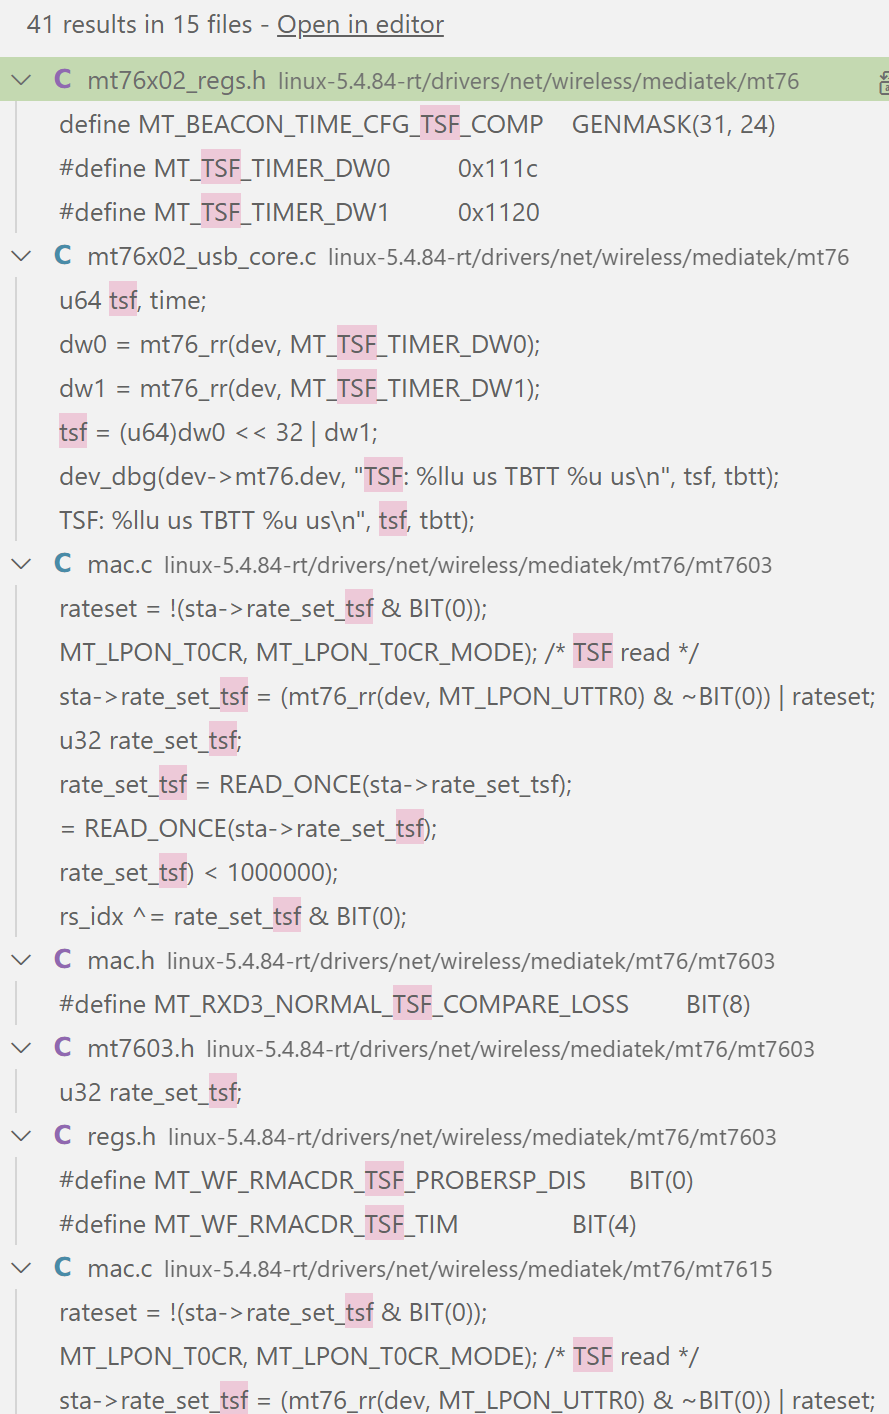 41 results in 15 files - Open in editor
C mt76x02_regs.h linux-5.4.84-rt/drivers/net/wireless/mediatek/mt76
define MT_BEACON_TIME_CFG_TSF_COMP GENMASK(31, 24)
#define MT_TSF_TIMER_DW0 0x111c
#define MT_TSF_TIMER_DW1 0x1120
C mt76x02_usb_core.c linux-5.4.84-rt/drivers/net/wireless/mediatek/mt76
u64 tsf, time;
dw0 = mt76_rr(dev, MT_TSF_TIMER_DW0);
dw1 = mt76_rr(dev, MT_TSF_TIMER_DW1);
tsf = (u64)dw0 << 32 | dw1;
dev_dbg(dev->mt76.dev, "TSF: %llu us TBTT %u us\n", tsf, tbtt);
TSF: %llu us TBTT %u us\n", tsf, tbtt);
C mac.c linux-5.4.84-rt/drivers/net/wireless/mediatek/mt76/mt7603
rateset = !(sta->rate_set_tsf & BIT(0));
MT_LPON_T0CR, MT_LPON_T0CR_MODE); /* TSF read */
sta->rate_set_tsf = (mt76_rr(dev, MT_LPON_UTTR0) & ~BIT(0)) | rateset;
u32 rate_set_tsf;
rate_set_tsf = READ_ONCE(sta->rate_set_tsf);
= READ_ONCE(sta->rate_set_tsf);
rate_set_tsf) < 1000000);
rs_idx ^= rate_set_tsf & BIT(0);
C mac.h linux-5.4.84-rt/drivers/net/wireless/mediatek/mt76/mt7603
#define MT_RXD3_NORMAL_TSF_COMPARE_LOSS BIT(8)
C mt7603.h linux-5.4.84-rt/drivers/net/wireless/mediatek/mt76/mt7603
u32 rate_set_tsf;
C regs.h linux-5.4.84-rt/drivers/net/wireless/mediatek/mt76/mt7603
#define MT_WF_RMACDR_TSF_PROBERSP_DIS BIT(0)
#define MT_WF_RMACDR_TSF_TIM BIT(4)
C mac.c linux-5.4.84-rt/drivers/net/wireless/mediatek/mt76/mt7615
rateset = !(sta->rate_set_tsf & BIT(0));
MT_LPON_T0CR, MT_LPON_T0CR_MODE); /* TSF read */
sta->rate_set_tsf = (mt76_rr(dev, MT_LPON_UTTR0) & ~BIT(0)) | rateset;